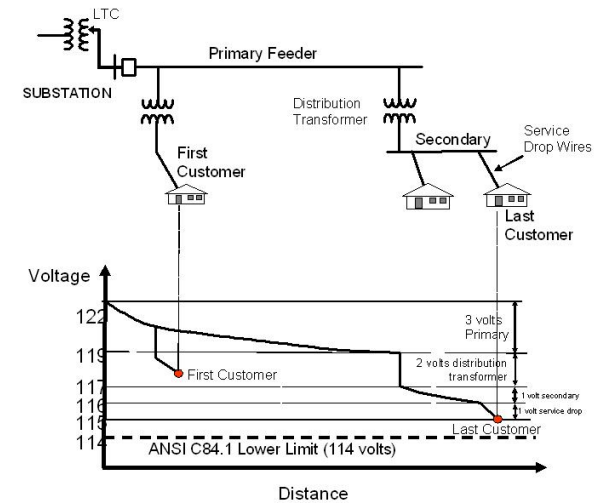 LTC
Primary Feeder
SUBSTATION
Distribution
Transformer
Secondary
Service
Drop Wires
First
Customer
Last
Customer
Voltage
122
3 volts
Primary
119
2 volts distribution
transformer
First Customer
117
1 volt secondary
116
1 volt service drop
115
Last Customer
114
ANSI C84.1 Lower Limit (114 volts)
Distance